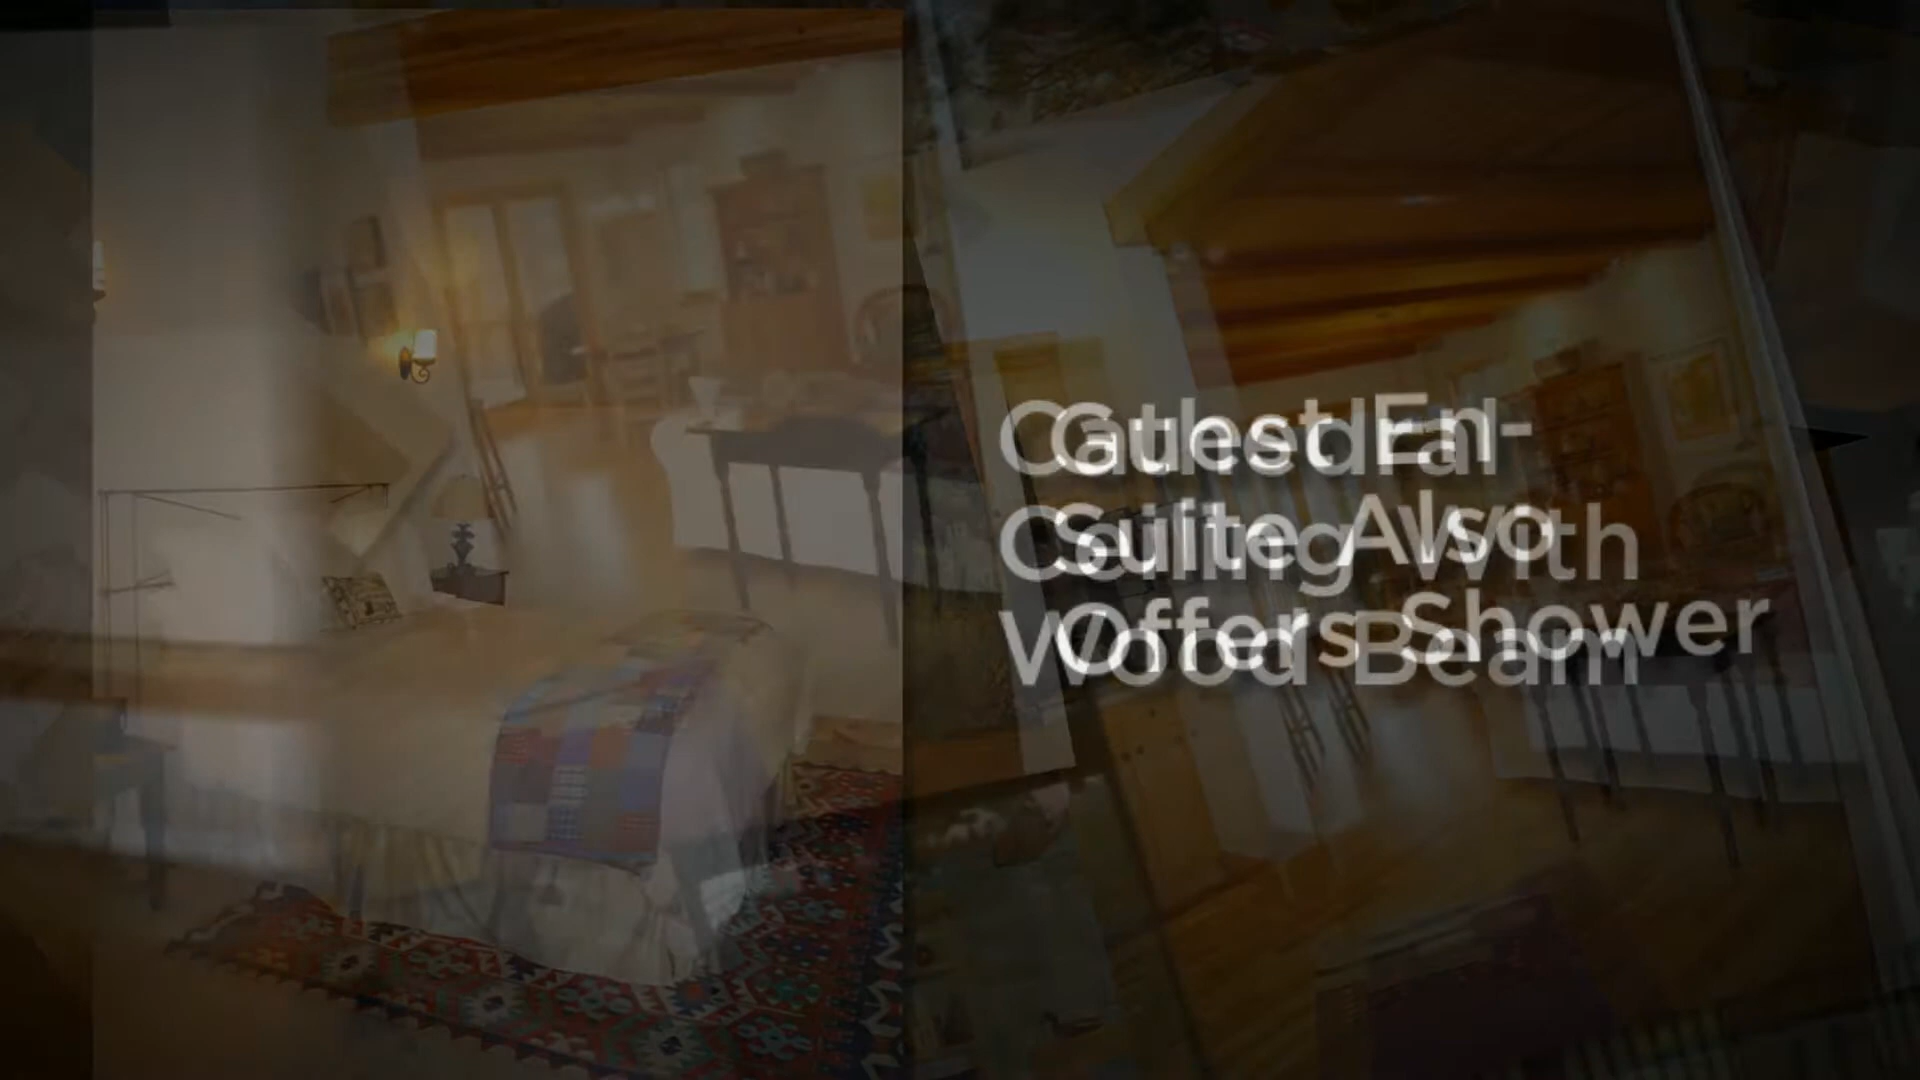 Cathedral
Ceiling With
Wood Beam
Guest En-
Suite Also
Offers Shower